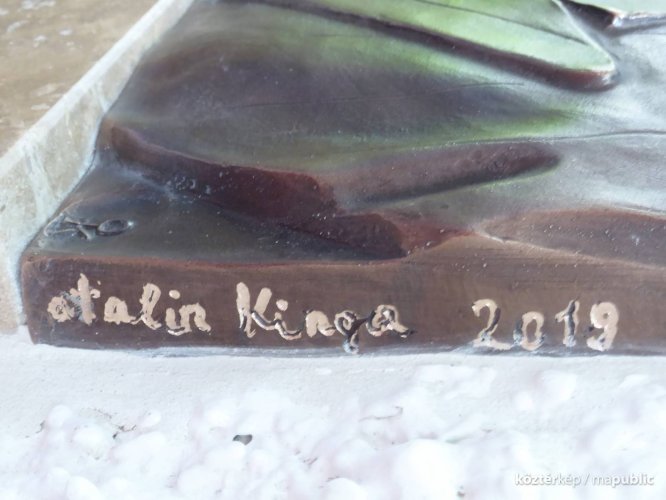 atalin Kinga 2019
köztérkép / mapublic